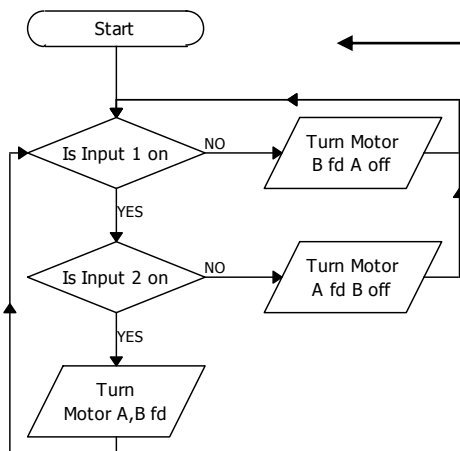 Start
Is Input 1 on
NO
Turn Motor
B fd A off
YES
Is Input 2 on
NO
Turn Motor
A fd B off
YES
Turn
Motor A,B fd